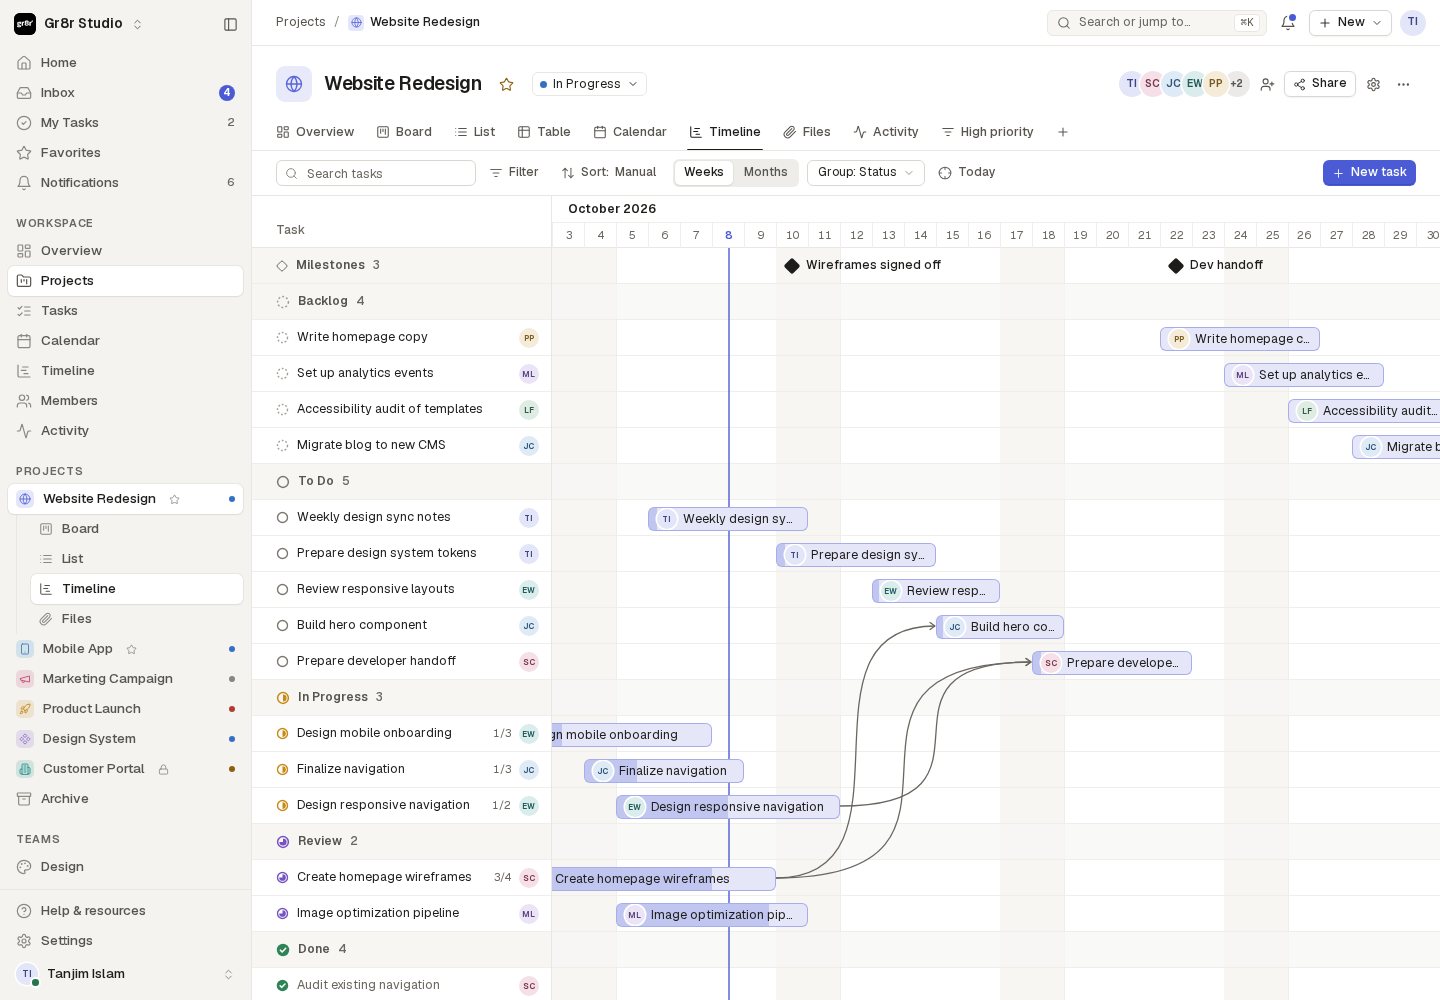 gr8r Gr8r Studio
Home
Inbox 4
My Tasks 2
Favorites
Notifications 6
WORKSPACE
Overview
Projects
Tasks
Calendar
Timeline
Members
Activity
PROJECTS
Website Redesign
Board
List
Timeline
Files
Mobile App
Marketing Campaign
Product Launch
Design System
Customer Portal
Archive
TEAMS
Design
Help & resources
Settings
TI Tanjim Islam
Projects / Website Redesign
Search or jump to… ⌘K
New
TI
Website Redesign
In Progress
TI SC JC EW PP +2
Share
Overview Board List Table Calendar Timeline Files Activity High priority
Search tasks
Filter
Sort: Manual
Weeks Months
Group: Status
Today
New task
Task
October 2026
3 4 5 6 7 8 9 10 11 12 13 14 15 16 17 18 19 20 21 22 23 24 25 26 27 28 29 30
Milestones 3
Wireframes signed off
Dev handoff
Backlog 4
Write homepage copy PP
PP Write homepage c…
Set up analytics events ML
ML Set up analytics e…
Accessibility audit of templates LF
LF Accessibility audit…
Migrate blog to new CMS JC
JC Migrate b
To Do 5
Weekly design sync notes TI
TI Weekly design sy…
Prepare design system tokens TI
TI Prepare design sy…
Review responsive layouts EW
EW Review resp…
Build hero component JC
JC Build hero co…
Prepare developer handoff SC
SC Prepare develope…
In Progress 3
Design mobile onboarding 1/3 EW
gn mobile onboarding
Finalize navigation 1/3 JC
JC Finalize navigation
Design responsive navigation 1/2 EW
EW Design responsive navigation
Review 2
Create homepage wireframes 3/4 SC
Create homepage wireframes
Image optimization pipeline ML
ML Image optimization pip…
Done 4
Audit existing navigation SC